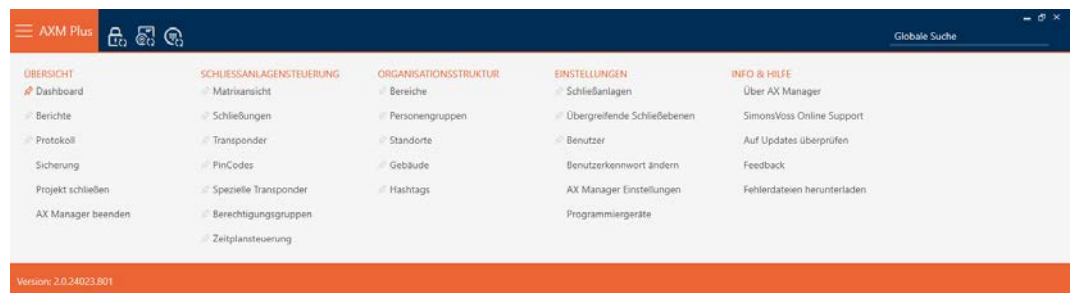 AXM Plus
Globale Suche
ÜBERSICHT
Dashboard
Berichte
Protokoll
Sicherung
Projekt schließen
AX Manager beenden
SCHLIESSANLAGENSTEUERUNG
Matrixansicht
Schließungen
Transponder
PinCodes
Spezielle Transponder
Berechtigungsgruppen
Zeitplansteuerung
ORGANISATIONSSTRUKTUR
Bereiche
Personengruppen
Standorte
Gebäude
Hashtags
EINSTELLUNGEN
Schließanlagen
Übergreifende Schließebenen
Benutzer
Benutzerkennwort ändern
AX Manager Einstellungen
Programmiergeräte
INFO & HILFE
Über AX Manager
SimonsVoss Online Support
Auf Updates überprüfen
Feedback
Fehlerdateien herunterladen
Version: 2.0.24023.801